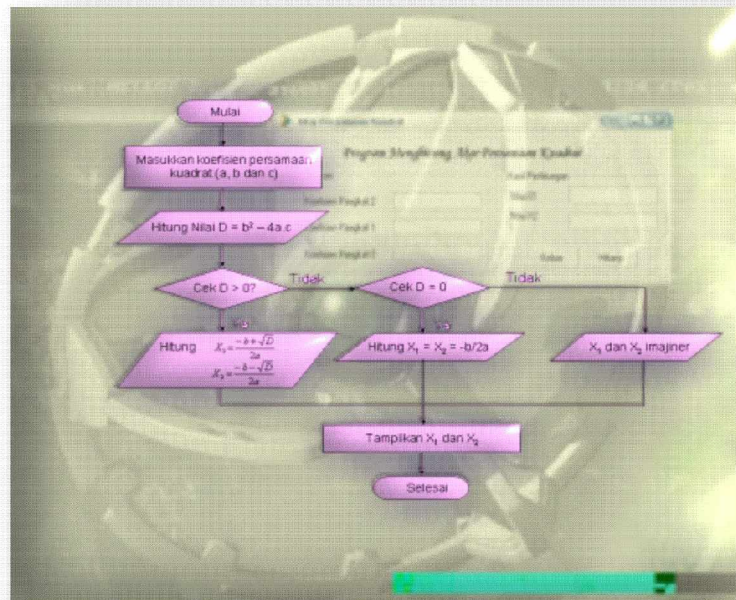 Mulai
Masukkan koefisien persamaan
kuadrat (a, b dan c)
Hitung Nilai D = b² – 4a.c
Cek D > 0?
Tidak
Cek D = 0
Tidak
Ya
Ya
Hitung X₁ = (-b+√D)/2a
X₂ = (-b-√D)/2a
Hitung X₁ = X₂ = -b/2a
X₁ dan X₂ imajiner
Tampilkan X₁ dan X₂
Selesai
Program Menghitung Akar Persamaan Kuadrat